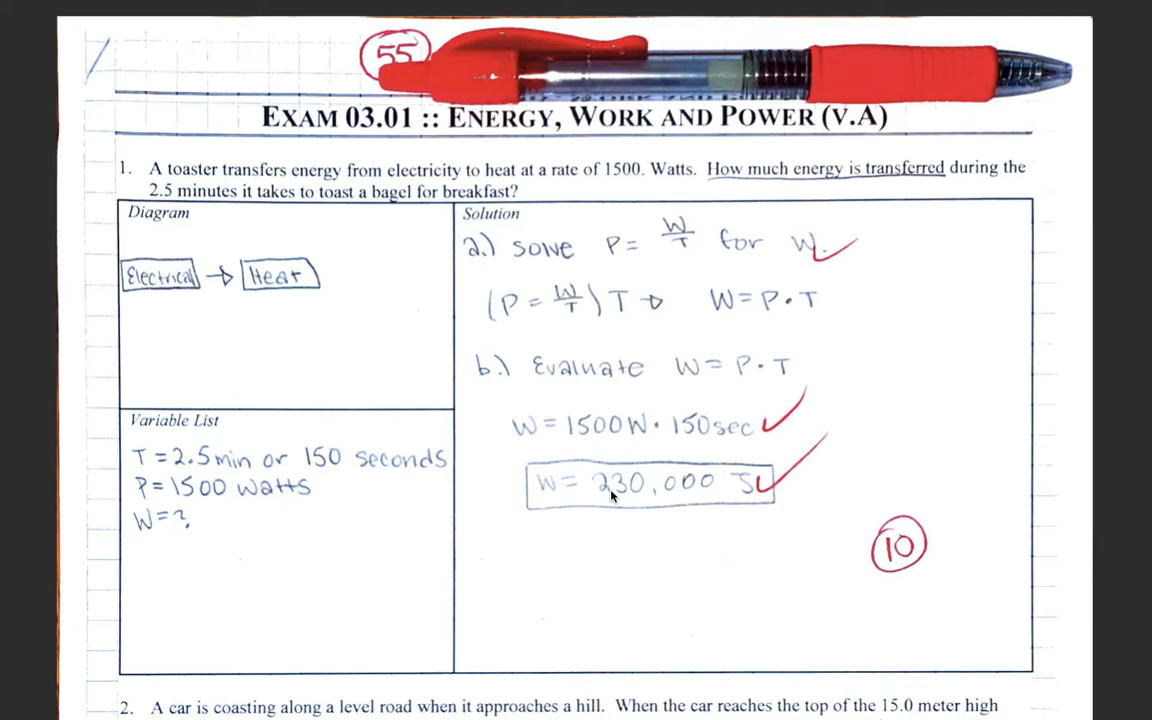 55
EXAM 03.01 :: ENERGY, WORK AND POWER (V.A)
1. A toaster transfers energy from electricity to heat at a rate of 1500. Watts. How much energy is transferred during the
2.5 minutes it takes to toast a bagel for breakfast?
Diagram
Electrical → Heat
Variable List
T = 2.5 min or 150 seconds
P = 1500 watts
W = ?
Solution
a.) Solve P = W/T for W.
(P = W/T) T → W = P · T
b.) Evaluate W = P · T
W = 1500W · 150sec
W = 230,000 J
10
2. A car is coasting along a level road when it approaches a hill. When the car reaches the top of the 15.0 meter high